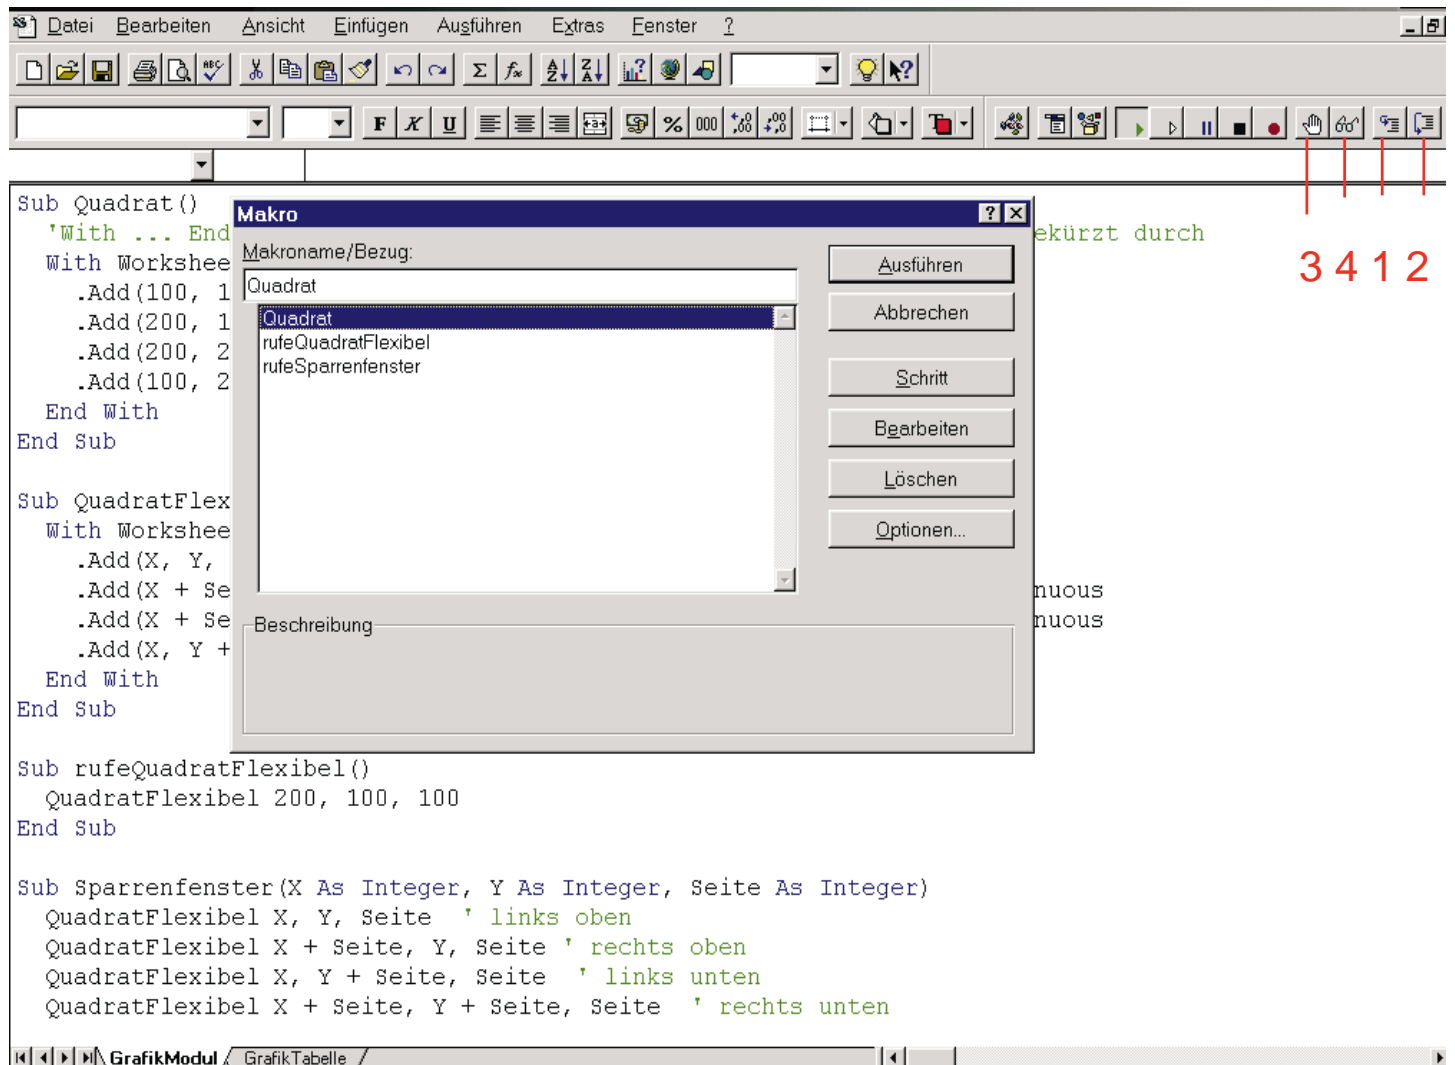 Datei Bearbeiten Ansicht Einfügen Ausführen Extras Fenster ?
ABC Σ fx A Z Z A ?
F K U a % 000 ,00 ,0
3 4 1 2
Sub Quadrat()
'With ... End
ekürzt durch
With Workshee
.Add(100, 1
.Add(200, 1
.Add(200, 2
.Add(100, 2
End With
End Sub
Sub QuadratFlex
With Workshee
.Add(X, Y,
.Add(X + Se
nuous
.Add(X + Se
nuous
.Add(X, Y +
End With
End Sub
Makro
Makroname/Bezug:
Quadrat
Quadrat
rufeQuadratFlexibel
rufeSparrenfenster
Ausführen
Abbrechen
Schritt
Bearbeiten
Löschen
Optionen...
Beschreibung
Sub rufeQuadratFlexibel()
QuadratFlexibel 200, 100, 100
End Sub
Sub Sparrenfenster(X As Integer, Y As Integer, Seite As Integer)
QuadratFlexibel X, Y, Seite ' links oben
QuadratFlexibel X + Seite, Y, Seite ' rechts oben
QuadratFlexibel X, Y + Seite, Seite ' links unten
QuadratFlexibel X + Seite, Y + Seite, Seite ' rechts unten
GrafikModul GrafikTabelle